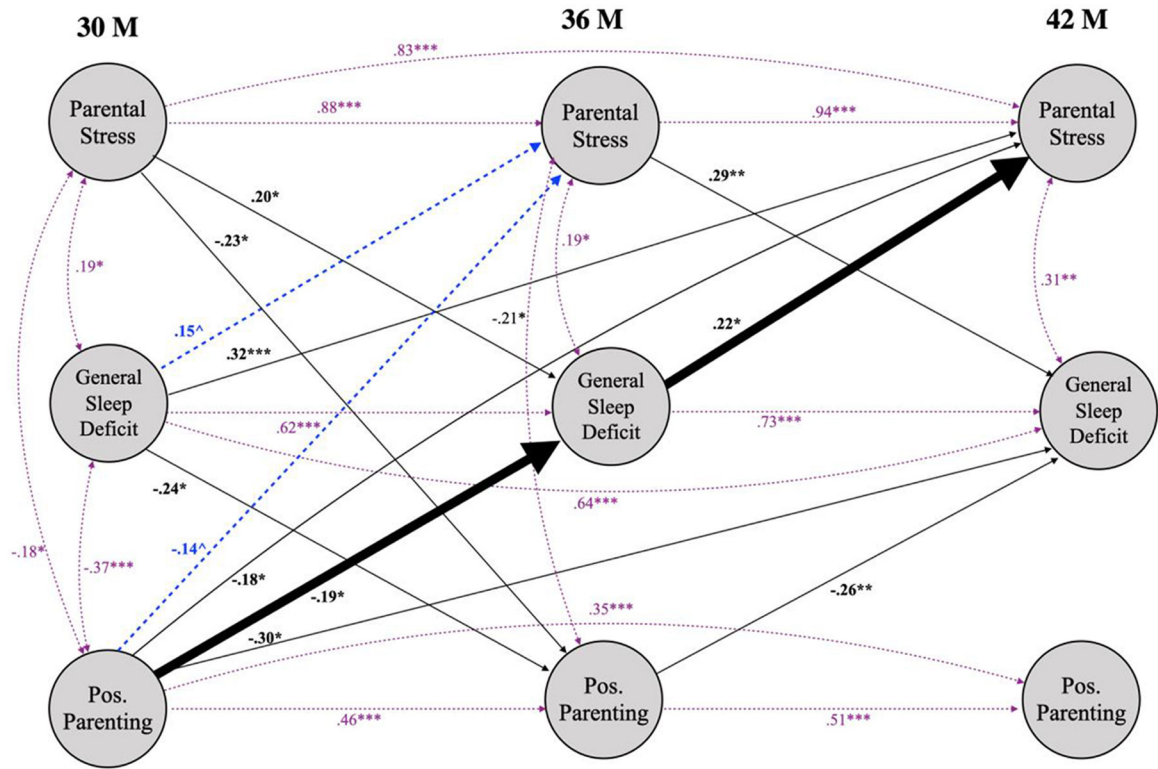 30 M
36 M
42 M
.83***
Parental
Stress
.88***
Parental
Stress
.94***
Parental
Stress
.20*
-.23*
.29**
.19*
.19*
-.21*
.31**
.15^
.32***
.22*
General
Sleep
Deficit
General
Sleep
Deficit
General
Sleep
Deficit
.62***
.73***
-.24*
.64***
-.18*
-.37***
-.14^
-.18*
-.19*
-.30*
-.26**
.35***
Pos.
Parenting
.46***
Pos.
Parenting
.51***
Pos.
Parenting